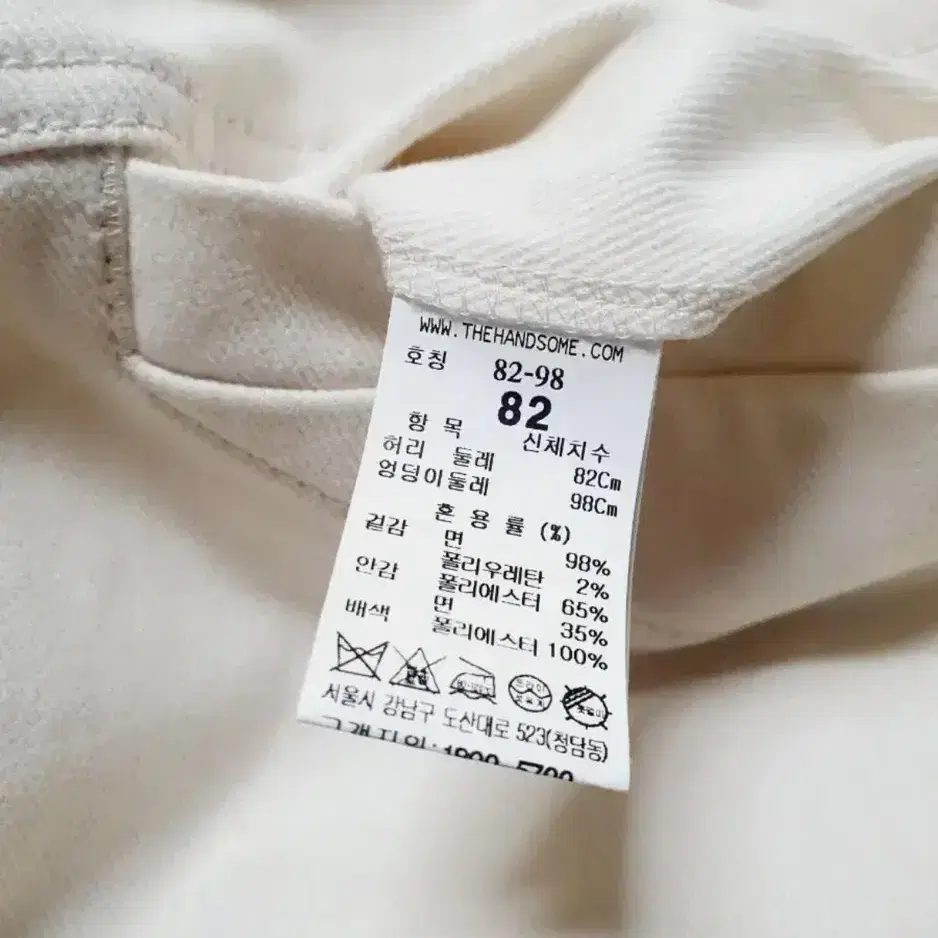 WWW.THEHANDSOME.COM
호칭 82-98
82
항 목 신체치수
허리 둘레 82Cm
엉덩이둘레 98Cm
혼 용 률 (%)
겉감 면 98%
폴리우레탄 2%
안감 폴리에스터 65%
면 35%
배색 폴리에스터 100%
서울시 강남구 도산대로 523(청담동)